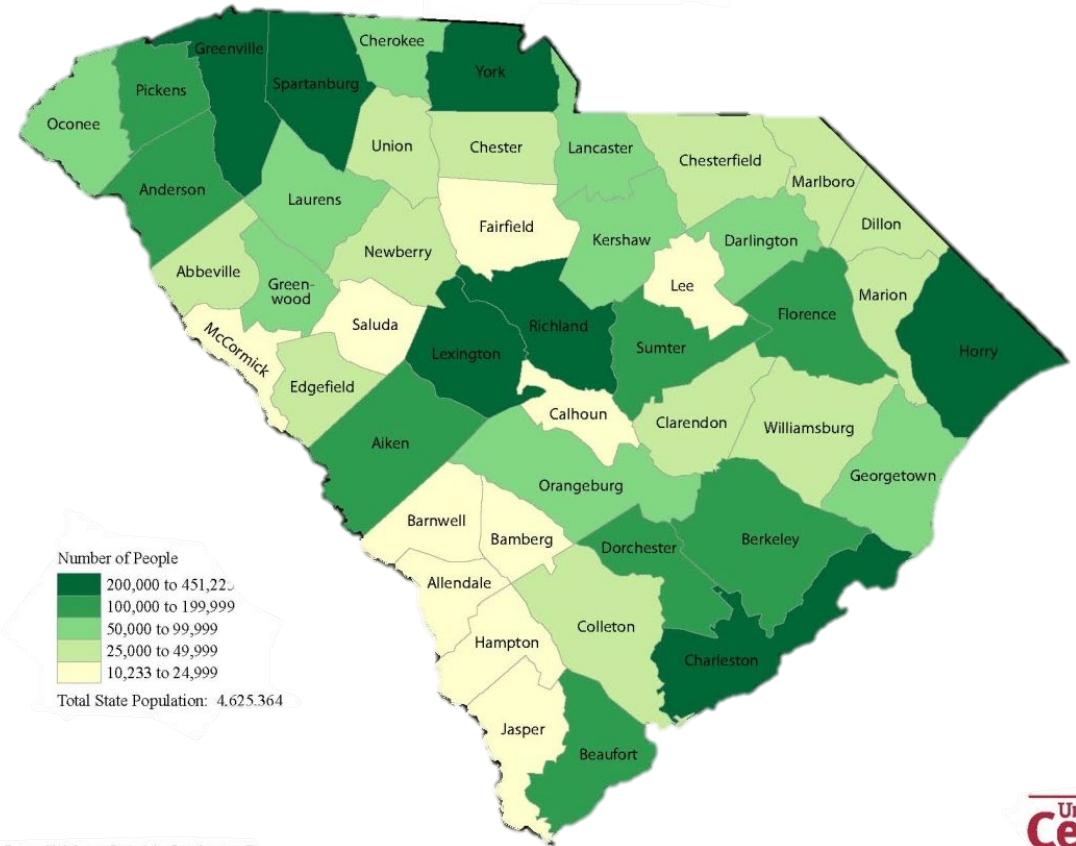 Greenville
Cherokee
York
Spartanburg
Pickens
Oconee
Union
Chester
Lancaster
Chesterfield
Marlboro
Anderson
Laurens
Dillon
Fairfield
Kershaw
Darlington
Newberry
Abbeville
Green-
wood
Lee
Marion
Saluda
Richland
Florence
McCormick
Lexington
Sumter
Horry
Edgefield
Calhoun
Clarendon
Williamsburg
Aiken
Georgetown
Orangeburg
Barnwell
Bamberg
Dorchester
Berkeley
Allendale
Colleton
Hampton
Charleston
Jasper
Beaufort
Number of People
200,000 to 451,225
100,000 to 199,999
50,000 to 99,999
25,000 to 49,999
10,233 to 24,999
Total State Population: 4.625.364
Un
Ce